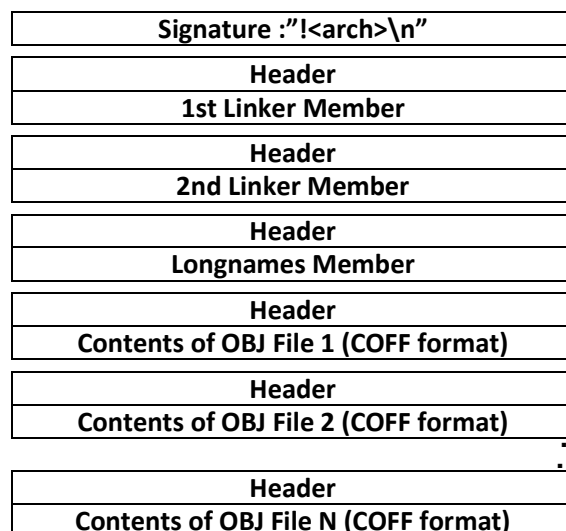 Signature :”!<arch>\n”
Header
1st Linker Member
Header
2nd Linker Member
Header
Longnames Member
Header
Contents of OBJ File 1 (COFF format)
Header
Contents of OBJ File 2 (COFF format)
.
.
Header
Contents of OBJ File N (COFF format)